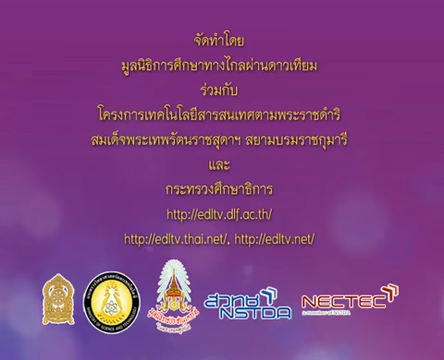 จัดทำโดย
มูลนิธิการศึกษาทางไกลผ่านดาวเทียม
ร่วมกับ
โครงการเทคโนโลยีสารสนเทศตามพระราชดำริ
สมเด็จพระเทพรัตนราชสุดาฯ สยามบรมราชกุมารี
และ
กระทรวงศึกษาธิการ
http://edltv.dlf.ac.th/
http://edltv.thai.net/, http://edltv.net/
สวทช
NSTDA
NECTEC
a member of NSTDA